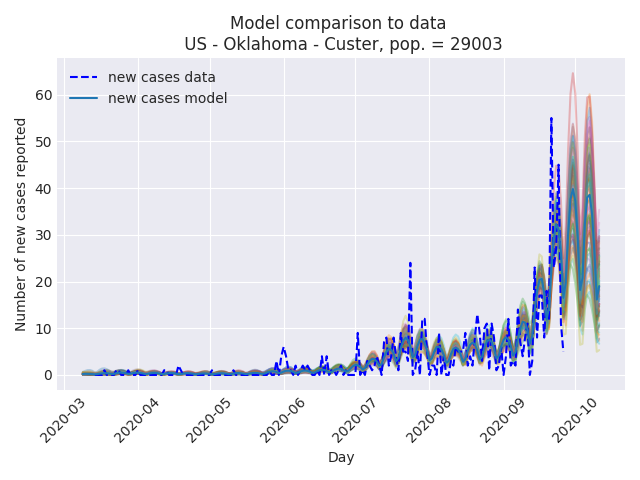 Model comparison to data
US - Oklahoma - Custer, pop. = 29003
new cases data
new cases model
Number of new cases reported
60
50
40
30
20
10
0
2020-03
2020-04
2020-05
2020-06
2020-07
2020-08
2020-09
2020-10
Day